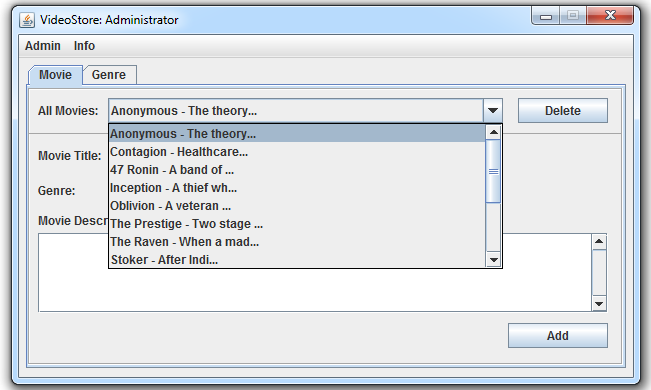 VideoStore: Administrator
Admin Info
Movie Genre
All Movies: Anonymous - The theory... Delete
Anonymous - The theory...
Movie Title: Contagion - Healthcare...
47 Ronin - A band of ...
Genre: Inception - A thief wh...
Oblivion - A veteran ...
Movie Descr The Prestige - Two stage ...
The Raven - When a mad...
Stoker - After Indi...
Add